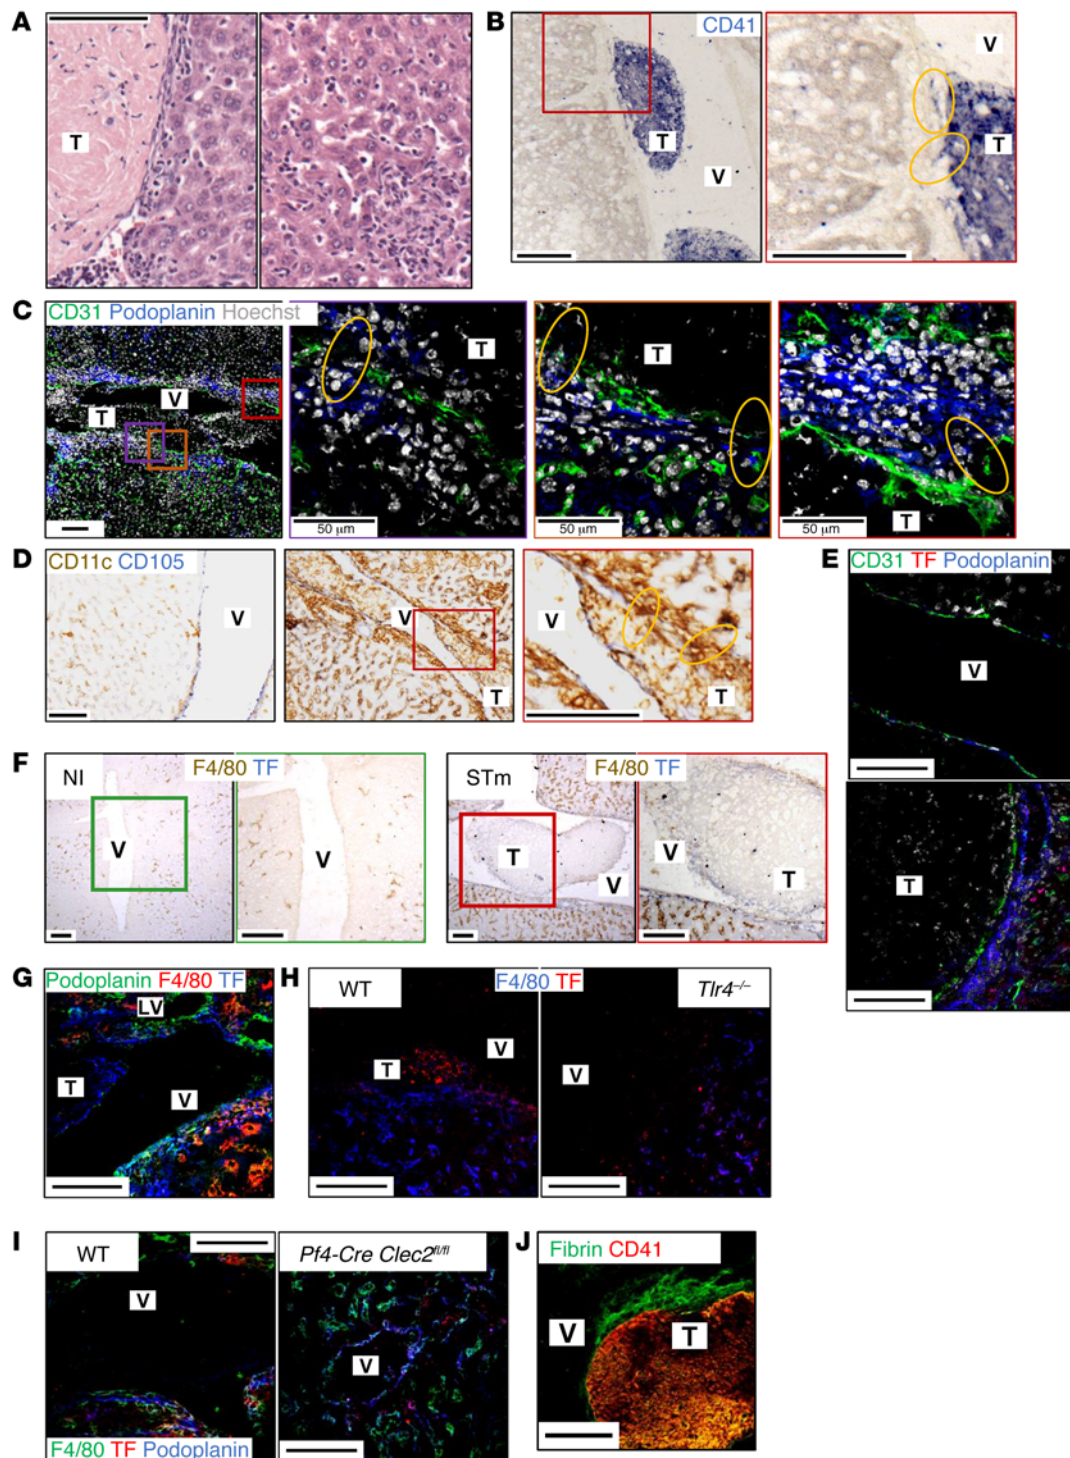 A
T
B
CD41
T
V
V
T
C
CD31 Podoplanin Hoechst
V
T
T
50 μm
T
50 μm
T
50 μm
D
CD11c CD105
V
V
T
V
T
E
CD31 TF Podoplanin
V
T
F
NI
F4/80 TF
V
V
STm
F4/80 TF
T
V
V
T
G
Podoplanin F4/80 TF
LV
T
V
H
WT
F4/80 TF
Tlr4–/–
V
T
V
I
WT
V
F4/80 TF Podoplanin
Pf4-Cre Clec2fl/fl
V
J
Fibrin CD41
V
T